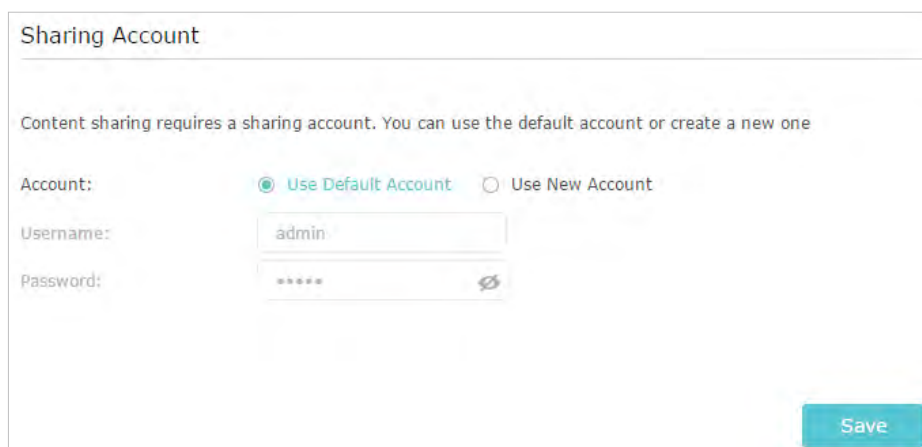 Sharing Account
Content sharing requires a sharing account. You can use the default account or create a new one
Account: Use Default Account Use New Account
Username: admin
Password: •••••
Save